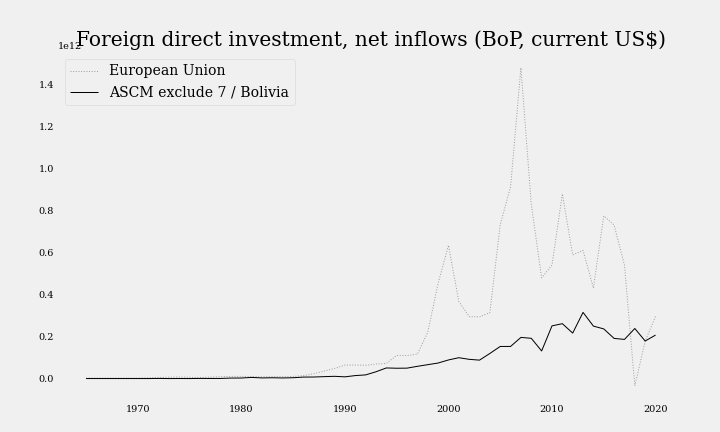 Foreign direct investment, net inflows (BoP, current US$)
1e12
European Union
ASCM exclude 7 / Bolivia
1.4
1.2
1.0
0.8
0.6
0.4
0.2
0.0
1970 1980 1990 2000 2010 2020